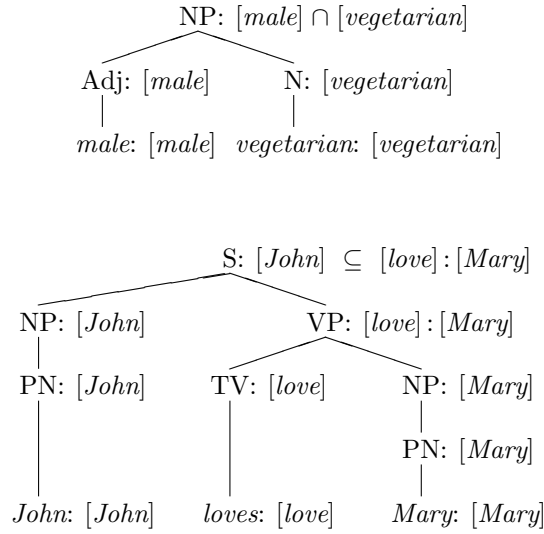 NP: [male] ∩ [vegetarian]
Adj: [male] N: [vegetarian]
male: [male] vegetarian: [vegetarian]
S: [John] ⊆ [love] : [Mary]
NP: [John] VP: [love] : [Mary]
PN: [John] TV: [love] NP: [Mary]
PN: [Mary]
John: [John] loves: [love] Mary: [Mary]